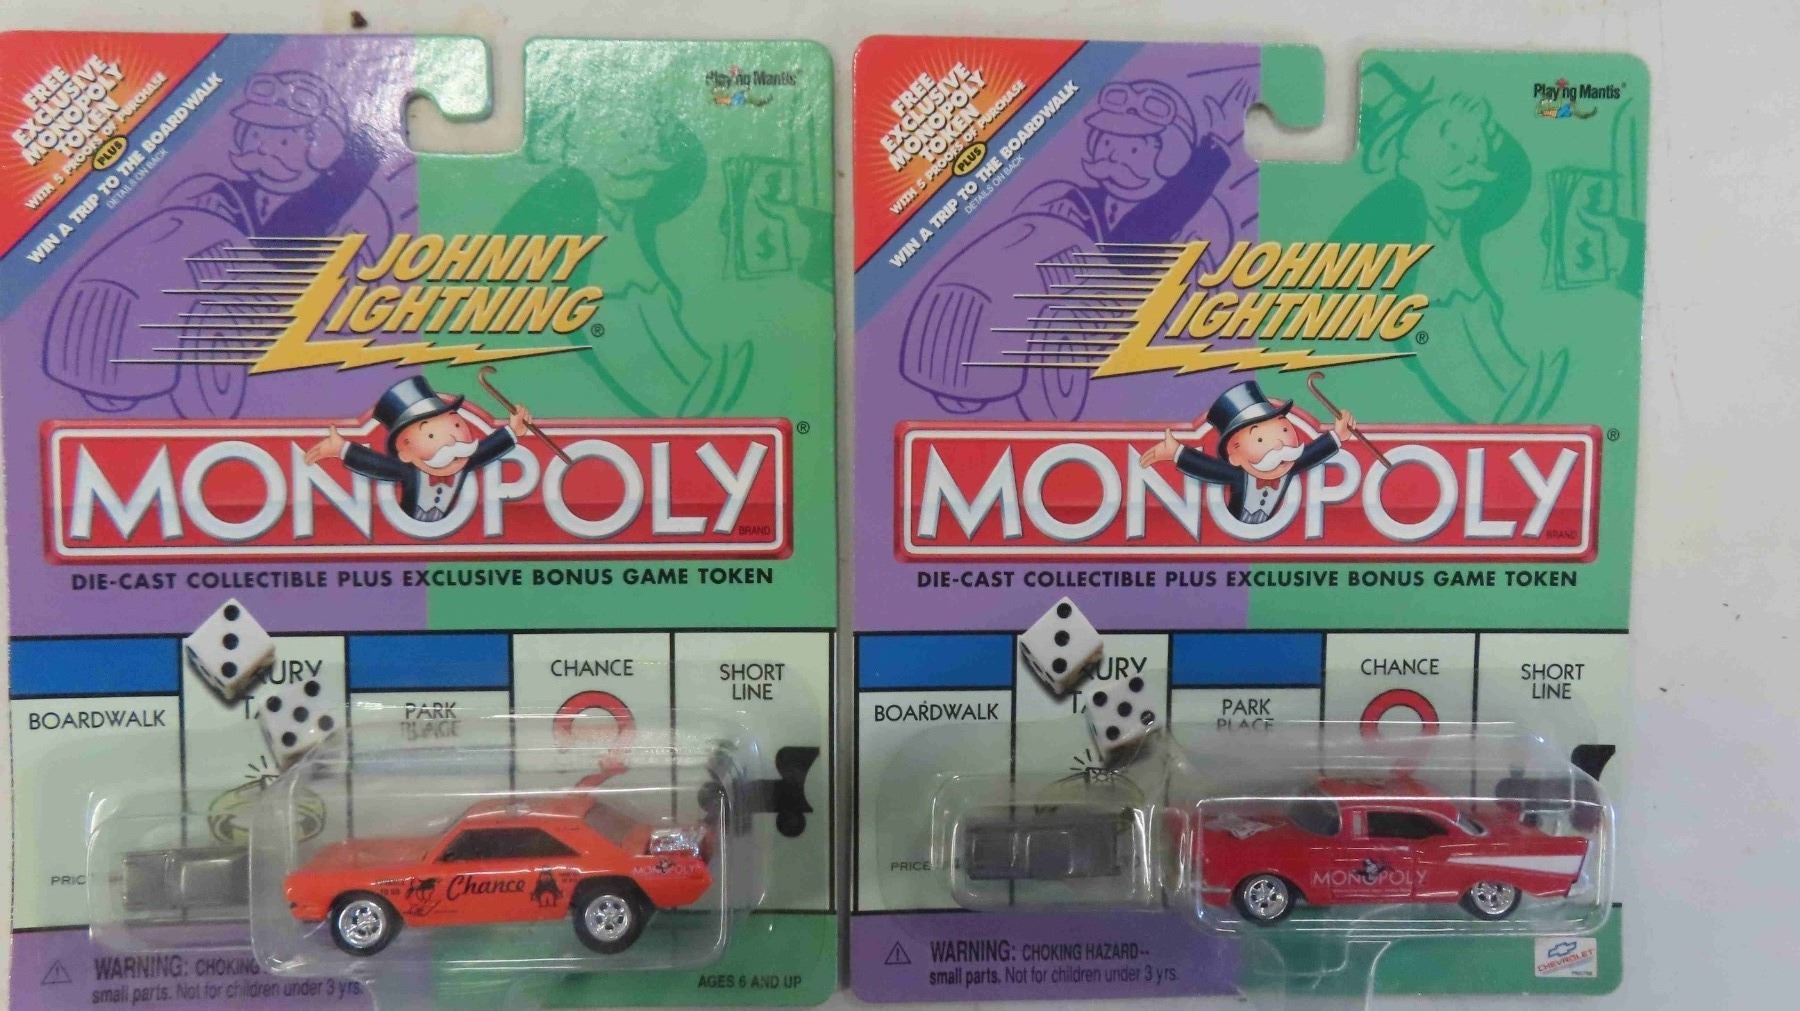 FREE
EXCLUSIVE
MONOPOLY
TOKEN
WITH 5 PROOFS OF PURCHASE
PLUS
WIN A TRIP TO THE BOARDWALK
DETAILS ON BACK
Playing Mantis
JOHNNY
LIGHTNING®
MONOPOLY®
BRAND
DIE-CAST COLLECTIBLE PLUS EXCLUSIVE BONUS GAME TOKEN
BOARDWALK
PARK
PLACE
CHANCE
SHORT
LINE
Chance
MONOPOLY
WARNING: CHOKING
small parts. Not for children under 3 yrs.
AGES 6 AND UP
FREE
EXCLUSIVE
MONOPOLY
TOKEN
WITH 5 PROOFS OF PURCHASE
PLUS
WIN A TRIP TO THE BOARDWALK
DETAILS ON BACK
Playing Mantis®
JOHNNY
LIGHTNING®
MONOPOLY®
BRAND
DIE-CAST COLLECTIBLE PLUS EXCLUSIVE BONUS GAME TOKEN
BOARDWALK
PARK
PLACE
CHANCE
SHORT
LINE
PRICE
MONOPOLY
WARNING: CHOKING HAZARD--
small parts. Not for children under 3 yrs.
CHEVROLET